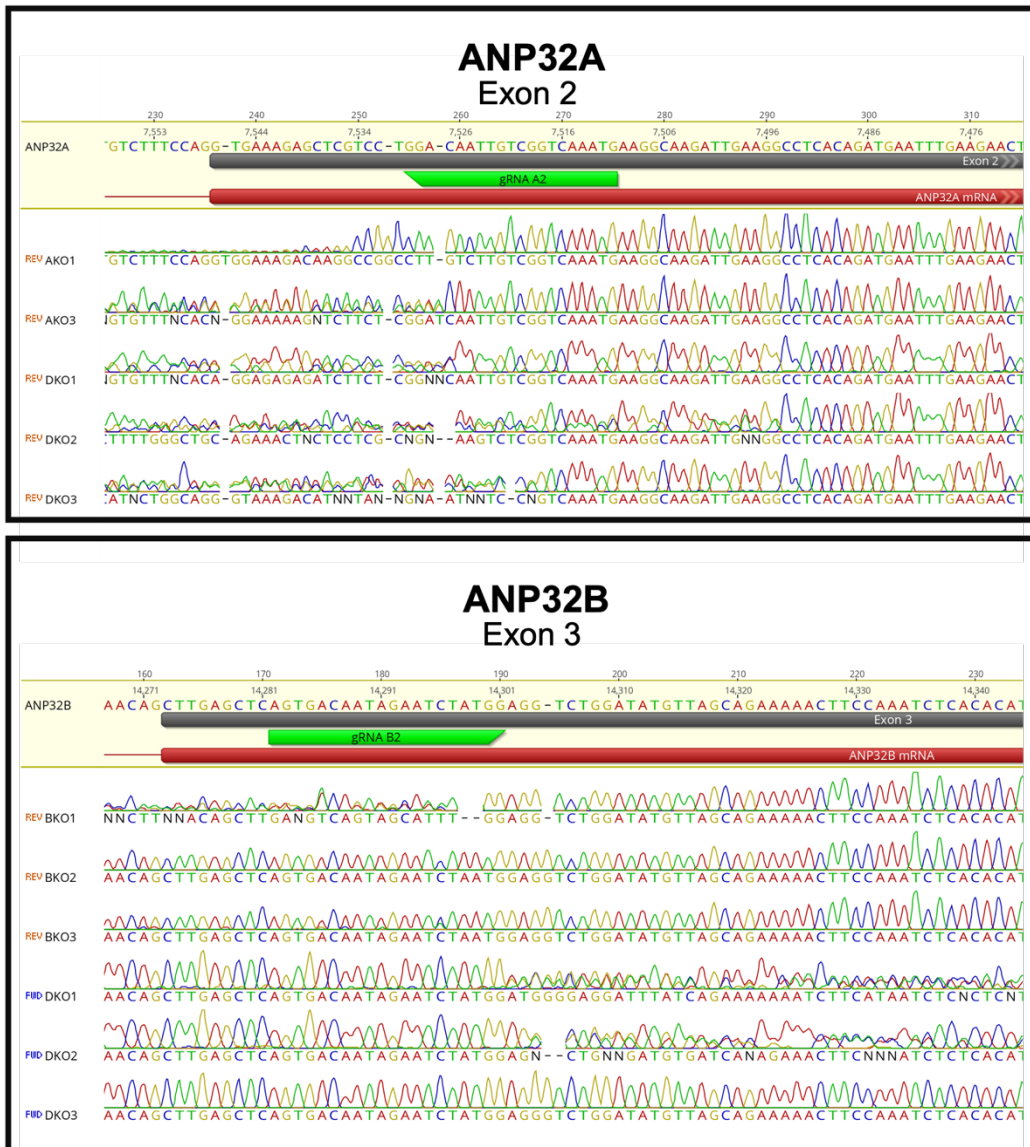 ANP32A
Exon 2
230 240 250 260 270 280 290 300 310
7,553 7,544 7,534 7,526 7,516 7,506 7,496 7,486 7,476
ANP32A GTCTTTCCAGG-TGAAAGAGCTCGTCC-TGGA-CAATTGTCGGTCAAATGAAGGCAAGATTGAAGGCCTCACAGATGAATTTGAAGAACT
Exon 2
gRNA A2
ANP32A mRNA
REV AKO1 GTCTTTCCAGGTGGAAAGACAAGGCCGGCCTT-GTCTTGTCGGTCAAATGAAGGCAAGATTGAAGGCCTCACAGATGAATTTGAAGAACT
REV AKO3 NGTGTTTNCACN-GGAAAAAGNTCTTCT-CGGATCAATTGTCGGTCAAATGAAGGCAAGATTGAAGGCCTCACAGATGAATTTGAAGAACT
REV DKO1 NGTGTTTNCACA-GGAGAGAGATCTTCT-CGGNNCAATTGTCGGTCAAATGAAGGCAAGATTGAAGGCCTCACAGATGAATTTGAAGAACT
REV DKO2 TTTTGGGCTGC-AGAAACTNCTCCTCG-CNGN--AAGTCTCGGTCAAATGAAGGCAAGATTGNNGGCCTCACAGATGAATTTGAAGAACT
REV DKO3 ATNCTGGCAGG-GTAAAGACATNNTAN-NGNA-ATNNTC-CNGTCAAATGAAGGCAAGATTGAAGGCCTCACAGATGAATTTGAAGAACT
ANP32B
Exon 3
160 170 180 190 200 210 220 230
14,271 14,281 14,291 14,301 14,310 14,320 14,330 14,340
ANP32B AACAGCTTGAGCTCAGTGACAATAGAATCTATGGAGG-TCTGGATATGTTAGCAGAAAAACTTCCAAATCTCACACAT
Exon 3
gRNA B2
ANP32B mRNA
REV BKO1 NNCTTNNACAGCTTGANGTCAGTAGCATTT--GGAGG-TCTGGATATGTTAGCAGAAAAACTTCCAAATCTCACACAT
REV BKO2 AACAGCTTGAGCTCAGTGACAATAGAATCTAATGGAGGTCTGGATATGTTAGCAGAAAAACTTCCAAATCTCACACAT
REV BKO3 AACAGCTTGAGCTCAGTGACAATAGAATCTAATGGAGGTCTGGATATGTTAGCAGAAAAACTTCCAAATCTCACACAT
FWD DKO1 AACAGCTTGAGCTCAGTGACAATAGAATCTATGGATGGGGAGGATTTATCAGAAAAAAATCTTCATAATCTCNCTCNT
FWD DKO2 AACAGCTTGAGCTCAGTGACAATAGAATCTATGGAGN--CTGNNGATGTGATCANAGAAACTTCNNNATCTCTCACAT
FWD DKO3 AACAGCTTGAGCTCAGTGACAATAGAATCTATGGAGGGTCTGGATATGTTAGCAGAAAAACTTCCAAATCTCACACAT